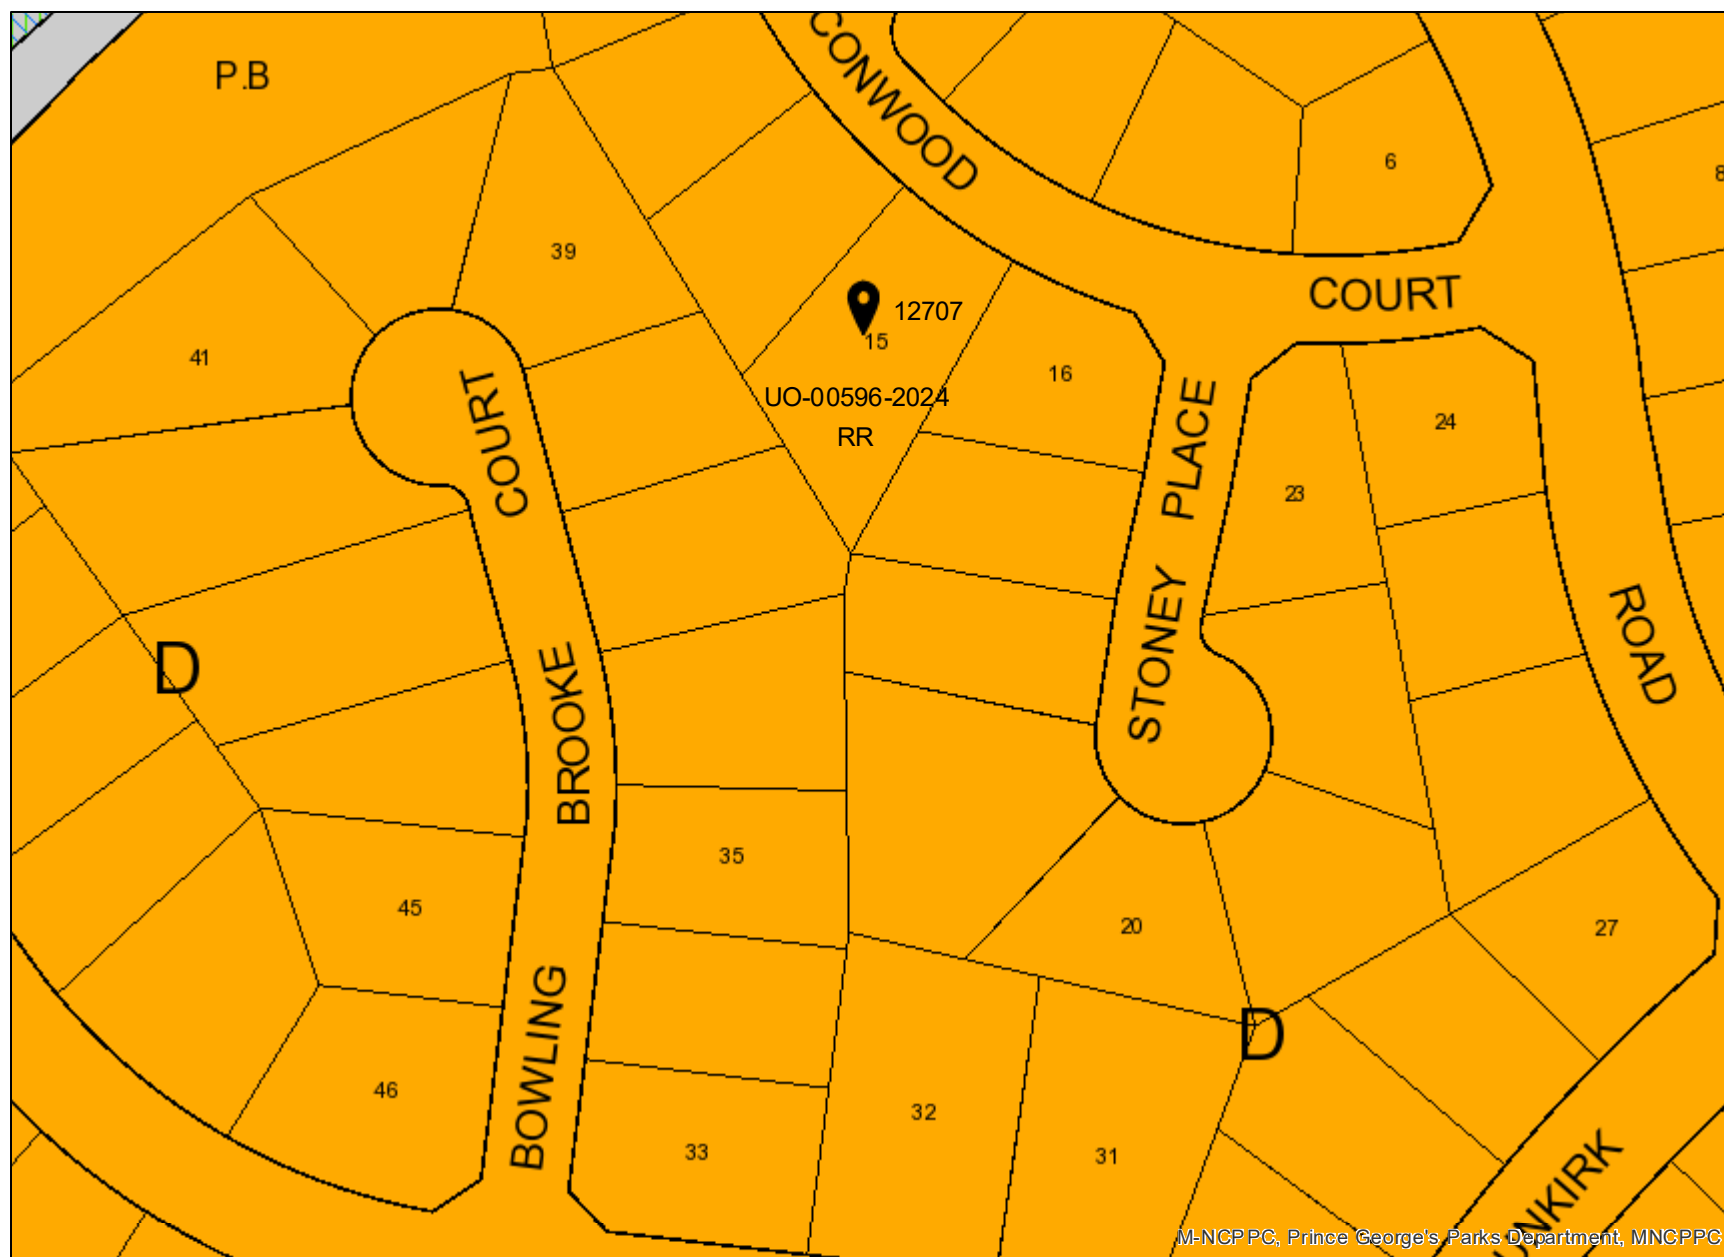 P.B
CONWOOD
6
8
39
COURT
12707
15
41
16
COURT
UO-00596-2024
24
RR
PLACE
23
ROAD
STONEY
D
BROOKE
35
45
20
27
D
BOWLING
46
32
33
31
UNKIRK
M-NCPPC, Prince George's Parks Department, MNCPPC